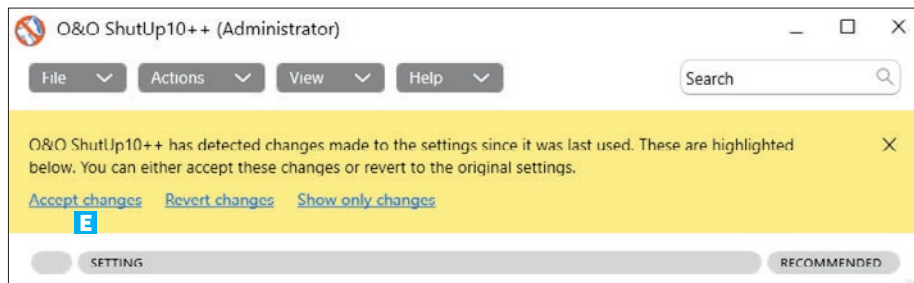 O&O ShutUp10++ (Administrator)
File Actions View Help Search
O&O ShutUp10++ has detected changes made to the settings since it was last used. These are highlighted
below. You can either accept these changes or revert to the original settings.
Accept changes Revert changes Show only changes
E
SETTING RECOMMENDED